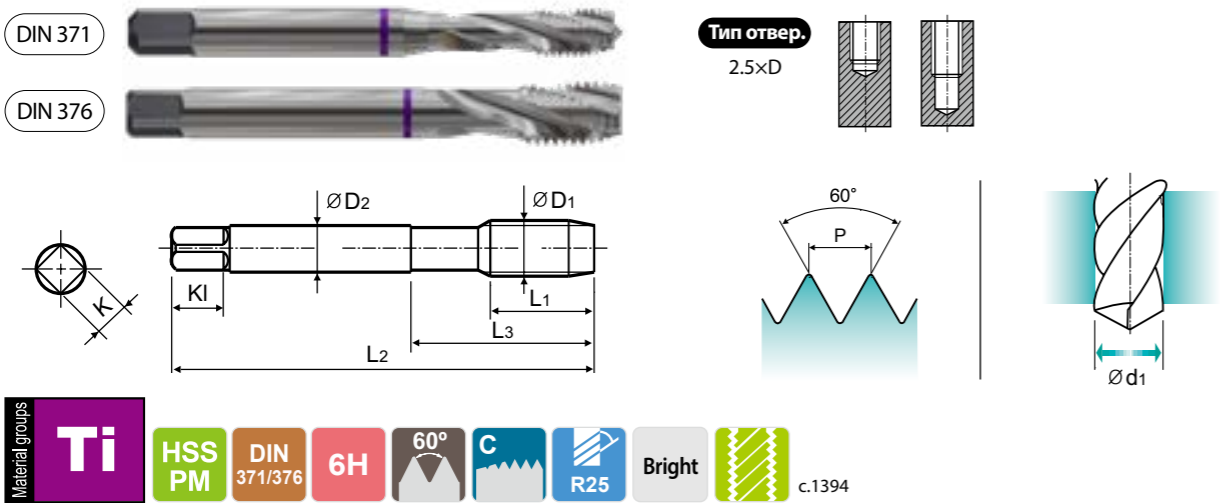 DIN 371
DIN 376
Тип отвер.
2.5×D
ØD2
ØD1
K
Kl
L1
L3
L2
60°
P
Ød1
Material groups
Ti
HSS
PM
DIN
371/376
6H
60º
C
R25
Bright
c.1394